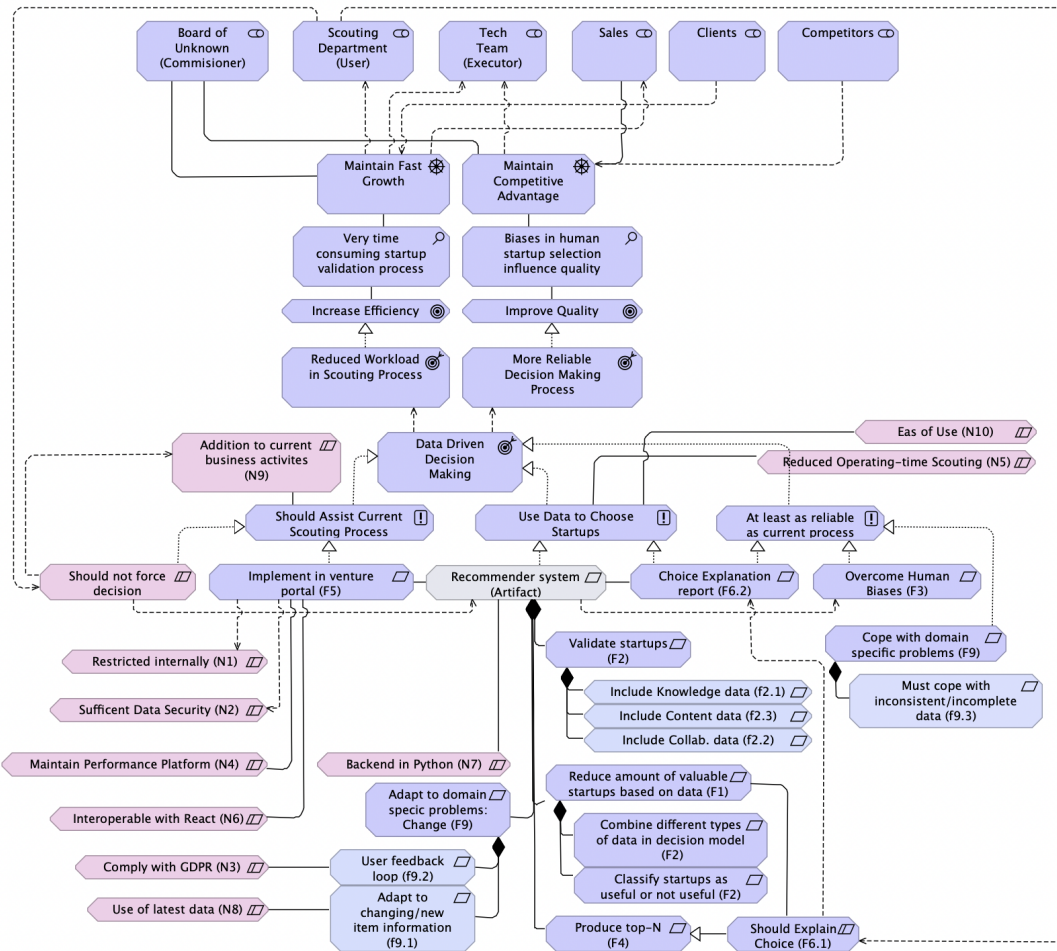 Board of
Unknown
(Commisioner)
Scouting
Department
(User)
Tech
Team
(Executor)
Sales
Clients
Competitors
Maintain Fast
Growth
Maintain
Competitive
Advantage
Very time
consuming startup
validation process
Biases in human
startup selection
influence quality
Increase Efficiency
Improve Quality
Reduced Workload
in Scouting Process
More Reliable
Decision Making
Process
Addition to current
business activites
(N9)
Data Driven
Decision
Making
Eas of Use (N10)
Reduced Operating-time Scouting (N5)
Should Assist Current
Scouting Process
Use Data to Choose
Startups
At least as reliable
as current process
Should not force
decision
Implement in venture
portal (F5)
Recommender system
(Artifact)
Choice Explanation
report (F6.2)
Overcome Human
Biases (F3)
Restricted internally (N1)
Validate startups
(F2)
Cope with domain
specific problems (F9)
Include Knowledge data (f2.1)
Must cope with
inconsistent/incomplete
data (f9.3)
Sufficent Data Security (N2)
Include Content data (f2.3)
Include Collab. data (f2.2)
Maintain Performance Platform (N4)
Backend in Python (N7)
Reduce amount of valuable
startups based on data (F1)
Adapt to domain
specic problems:
Change (F9)
Interoperable with React (N6)
Combine different types
of data in decision model
(F2)
Comply with GDPR (N3)
User feedback
loop (f9.2)
Classify startups as
useful or not useful (F2)
Use of latest data (N8)
Adapt to
changing/new
item information
(f9.1)
Produce top-N
(F4)
Should Explain
Choice (F6.1)